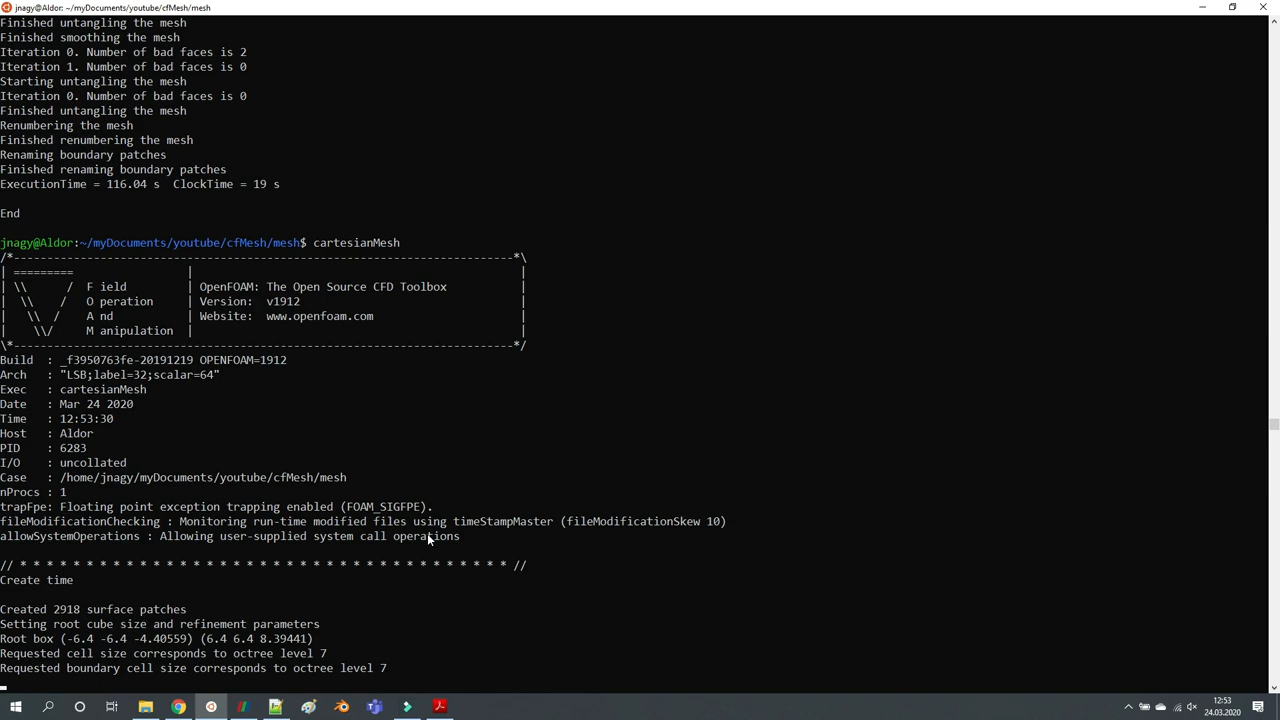 jnagy@Aldor: ~/myDocuments/youtube/cfMesh/mesh
Finished untangling the mesh
Finished smoothing the mesh
Iteration 0. Number of bad faces is 2
Iteration 1. Number of bad faces is 0
Starting untangling the mesh
Iteration 0. Number of bad faces is 0
Finished untangling the mesh
Renumbering the mesh
Finished renumbering the mesh
Renaming boundary patches
Finished renaming boundary patches
ExecutionTime = 116.04 s  ClockTime = 19 s
End
jnagy@Aldor:~/myDocuments/youtube/cfMesh/mesh$ cartesianMesh
/*---------------------------------------------------------------------------*\
| =========                 |                                                 |
| \\      /  F ield         | OpenFOAM: The Open Source CFD Toolbox           |
|  \\    /   O peration     | Version:  v1912                                 |
|   \\  /    A nd           | Website:  www.openfoam.com                      |
|    \\/     M anipulation  |                                                 |
\*---------------------------------------------------------------------------*/
Build  : _f3950763fe-20191219 OPENFOAM=1912
Arch   : "LSB;label=32;scalar=64"
Exec   : cartesianMesh
Date   : Mar 24 2020
Time   : 12:53:30
Host   : Aldor
PID    : 6283
I/O    : uncollated
Case   : /home/jnagy/myDocuments/youtube/cfMesh/mesh
nProcs : 1
trapFpe: Floating point exception trapping enabled (FOAM_SIGFPE).
fileModificationChecking : Monitoring run-time modified files using timeStampMaster (fileModificationSkew 10)
allowSystemOperations : Allowing user-supplied system call operations
// * * * * * * * * * * * * * * * * * * * * * * * * * * * * * * * * * * * * * //
Create time
Created 2918 surface patches
Setting root cube size and refinement parameters
Root box (-6.4 -6.4 -4.40559) (6.4 6.4 8.39441)
Requested cell size corresponds to octree level 7
Requested boundary cell size corresponds to octree level 7
12:53
24.03.2020